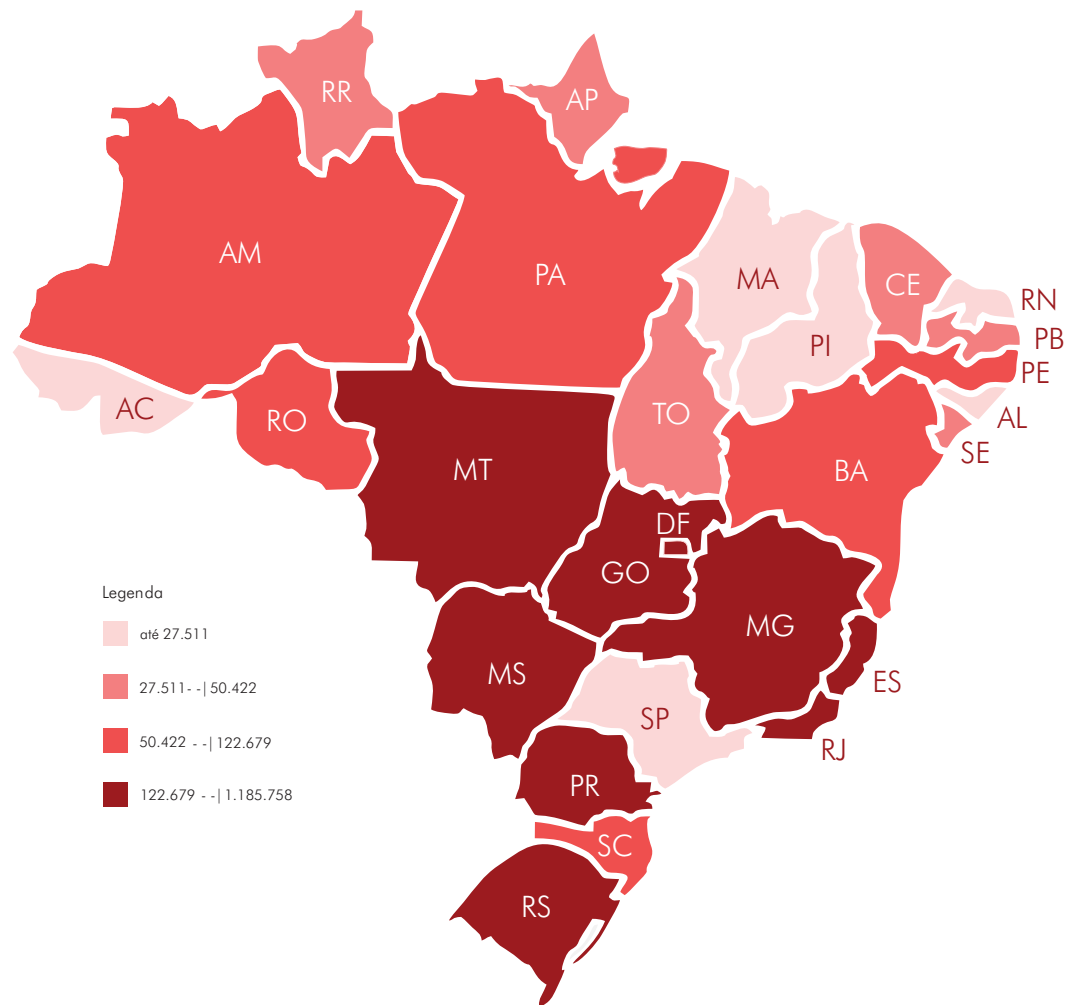 RR
AP
AM
PA
MA
CE
RN
PB
PI
PE
AC
RO
TO
AL
SE
MT
BA
DF
GO
Legenda
MG
até 27.511
MS
ES
27.511- - | 50.422
SP
50.422 - - | 122.679
RJ
PR
122.679 - - | 1.185.758
SC
RS